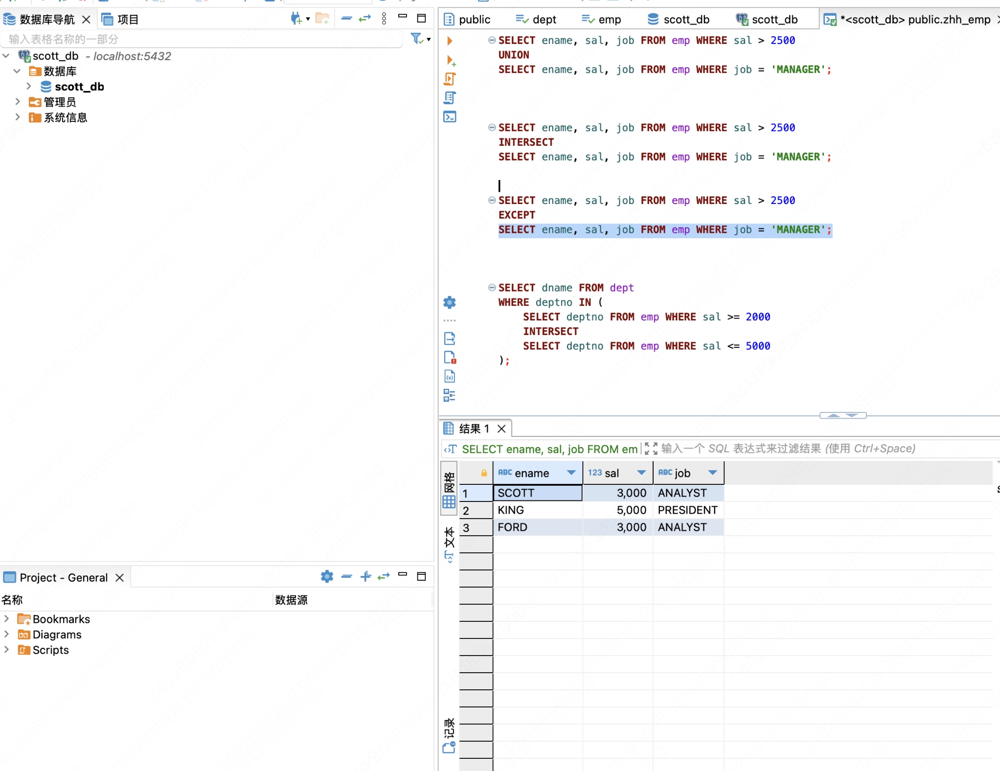 数据库导航
项目
输入表格名称的一部分
scott_db - localhost:5432
数据库
scott_db
管理员
系统信息
Project - General
名称 数据源
Bookmarks
Diagrams
Scripts
public dept emp scott_db scott_db *<scott_db> public.zhh_emp
SELECT ename, sal, job FROM emp WHERE sal > 2500
UNION
SELECT ename, sal, job FROM emp WHERE job = 'MANAGER';
SELECT ename, sal, job FROM emp WHERE sal > 2500
INTERSECT
SELECT ename, sal, job FROM emp WHERE job = 'MANAGER';
SELECT ename, sal, job FROM emp WHERE sal > 2500
EXCEPT
SELECT ename, sal, job FROM emp WHERE job = 'MANAGER';
SELECT dname FROM dept
WHERE deptno IN (
SELECT deptno FROM emp WHERE sal >= 2000
INTERSECT
SELECT deptno FROM emp WHERE sal <= 5000
);
结果 1
SELECT ename, sal, job FROM em 输入一个 SQL 表达式来过滤结果 (使用 Ctrl+Space)
网格
文本
记录
ABC ename 123 sal ABC job
1 SCOTT 3,000 ANALYST
2 KING 5,000 PRESIDENT
3 FORD 3,000 ANALYST